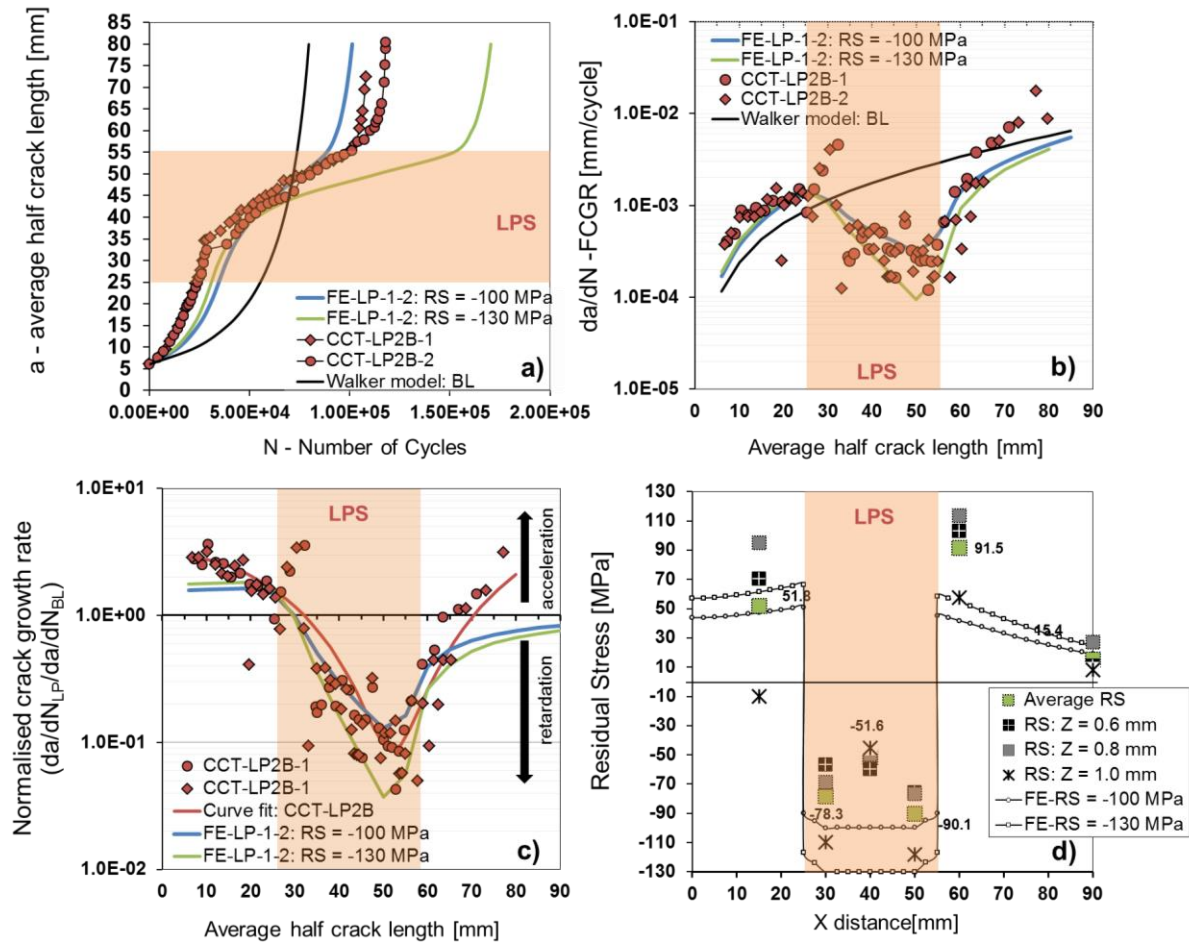 a - average half crack length [mm]
85
80
75
70
65
60
55
50
45
40
35
30
25
20
15
10
5
0
LPS
FE-LP-1-2: RS = -100 MPa
FE-LP-1-2: RS = -130 MPa
CCT-LP2B-1
CCT-LP2B-2
Walker model: BL
a)
0.00E+00 5.00E+04 1.00E+05 1.50E+05 2.00E+05
N - Number of Cycles
da/dN -FCGR [mm/cycle]
1.0E-01
1.0E-02
1.0E-03
1.0E-04
1.0E-05
FE-LP-1-2: RS = -100 MPa
FE-LP-1-2: RS = -130 MPa
CCT-LP2B-1
CCT-LP2B-2
Walker model: BL
LPS
b)
0 10 20 30 40 50 60 70 80 90
Average half crack length [mm]
Normalised crack growth rate
(da/dN_LP/da/dN_BL)
1.0E+01
1.0E+00
1.0E-01
1.0E-02
LPS
acceleration
retardation
CCT-LP2B-1
CCT-LP2B-1
Curve fit: CCT-LP2B
FE-LP-1-2: RS = -100 MPa
FE-LP-1-2: RS = -130 MPa
c)
0 10 20 30 40 50 60 70 80 90
Average half crack length [mm]
Residual Stress [MPa]
130
110
90
70
50
30
10
-10
-30
-50
-70
-90
-110
-130
LPS
91.5
51.8
15.4
-51.6
-78.3
-90.1
Average RS
RS: Z = 0.6 mm
RS: Z = 0.8 mm
RS: Z = 1.0 mm
FE-RS = -100 MPa
FE-RS = -130 MPa
d)
0 10 20 30 40 50 60 70 80 90
X distance[mm]